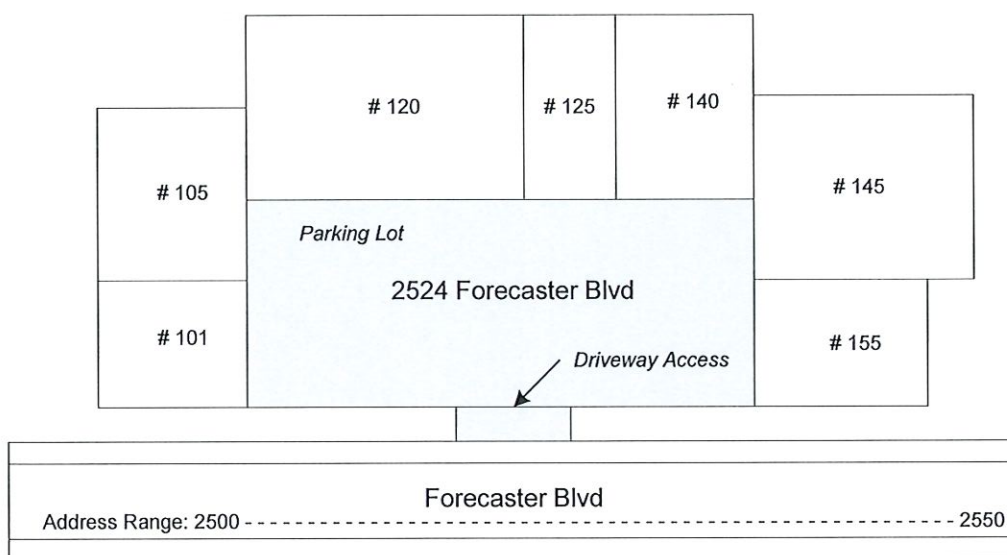 # 120
# 125
# 140
# 105
# 145
Parking Lot
2524 Forecaster Blvd
# 101
# 155
Driveway Access
Forecaster Blvd
Address Range: 2500 - - - - - - - - - - - - - - - - - - - - - - - - - - - - - - - - - - - - - - - - - - - - - - - - - - - - - - - - - - 2550